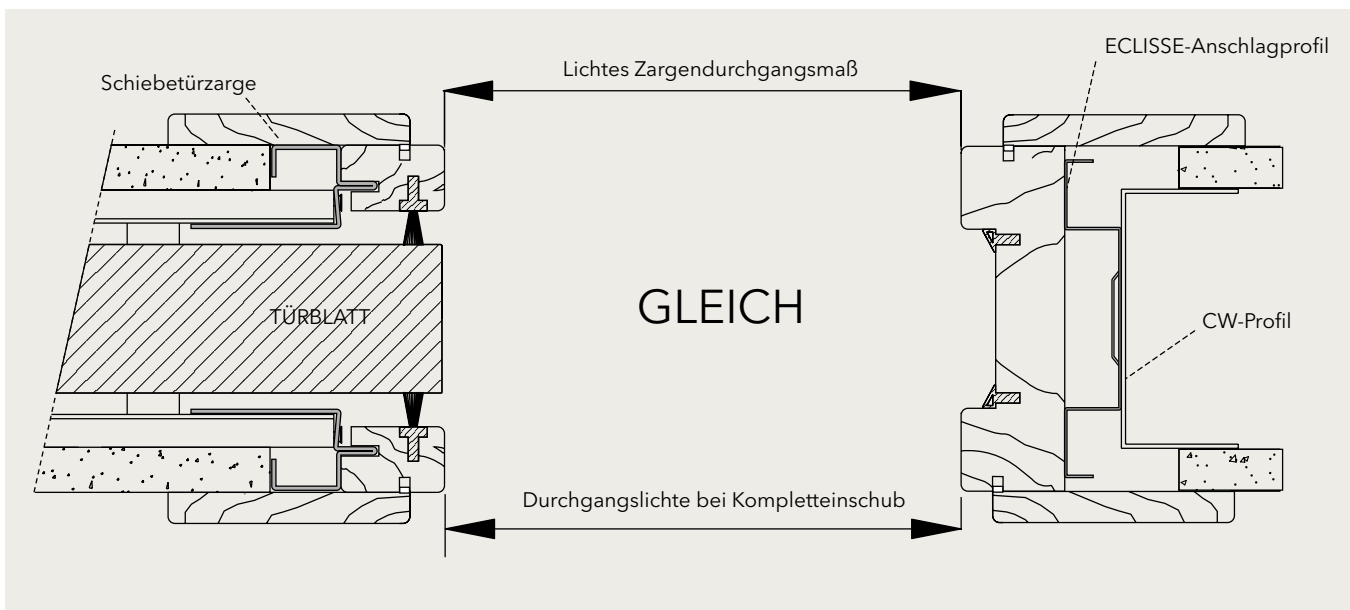 ECLISSE-Anschlagprofil
Lichtes Zargendurchgangsmaß
Schiebetürzarge
GLEICH
TÜRBLATT
CW-Profil
Durchgangslichte bei Kompletteinschub